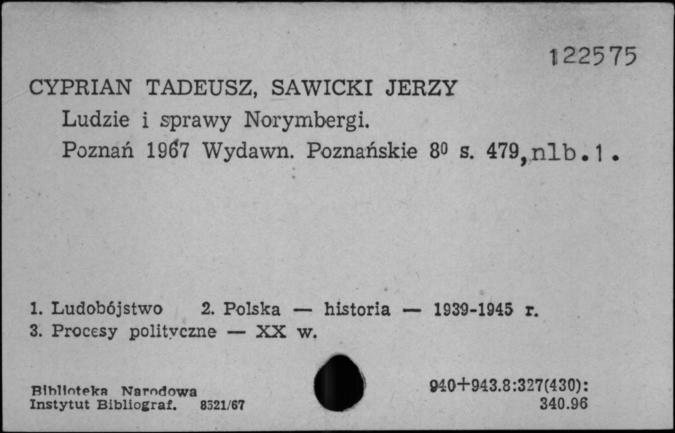 122575
CYPRIAN TADEUSZ, SAWICKI JERZY
Ludzie i sprawy Norymbergi.
Poznań 1967 Wydawn. Poznańskie 8⁰ s. 479, nlb.1.
1. Ludobójstwo 2. Polska — historia — 1939-1945 r.
3. Procesy polityczne — XX w.
Biblioteka Narodowa
Instytut Bibliograf. 8521/67
940+943.8:327(430):
340.96